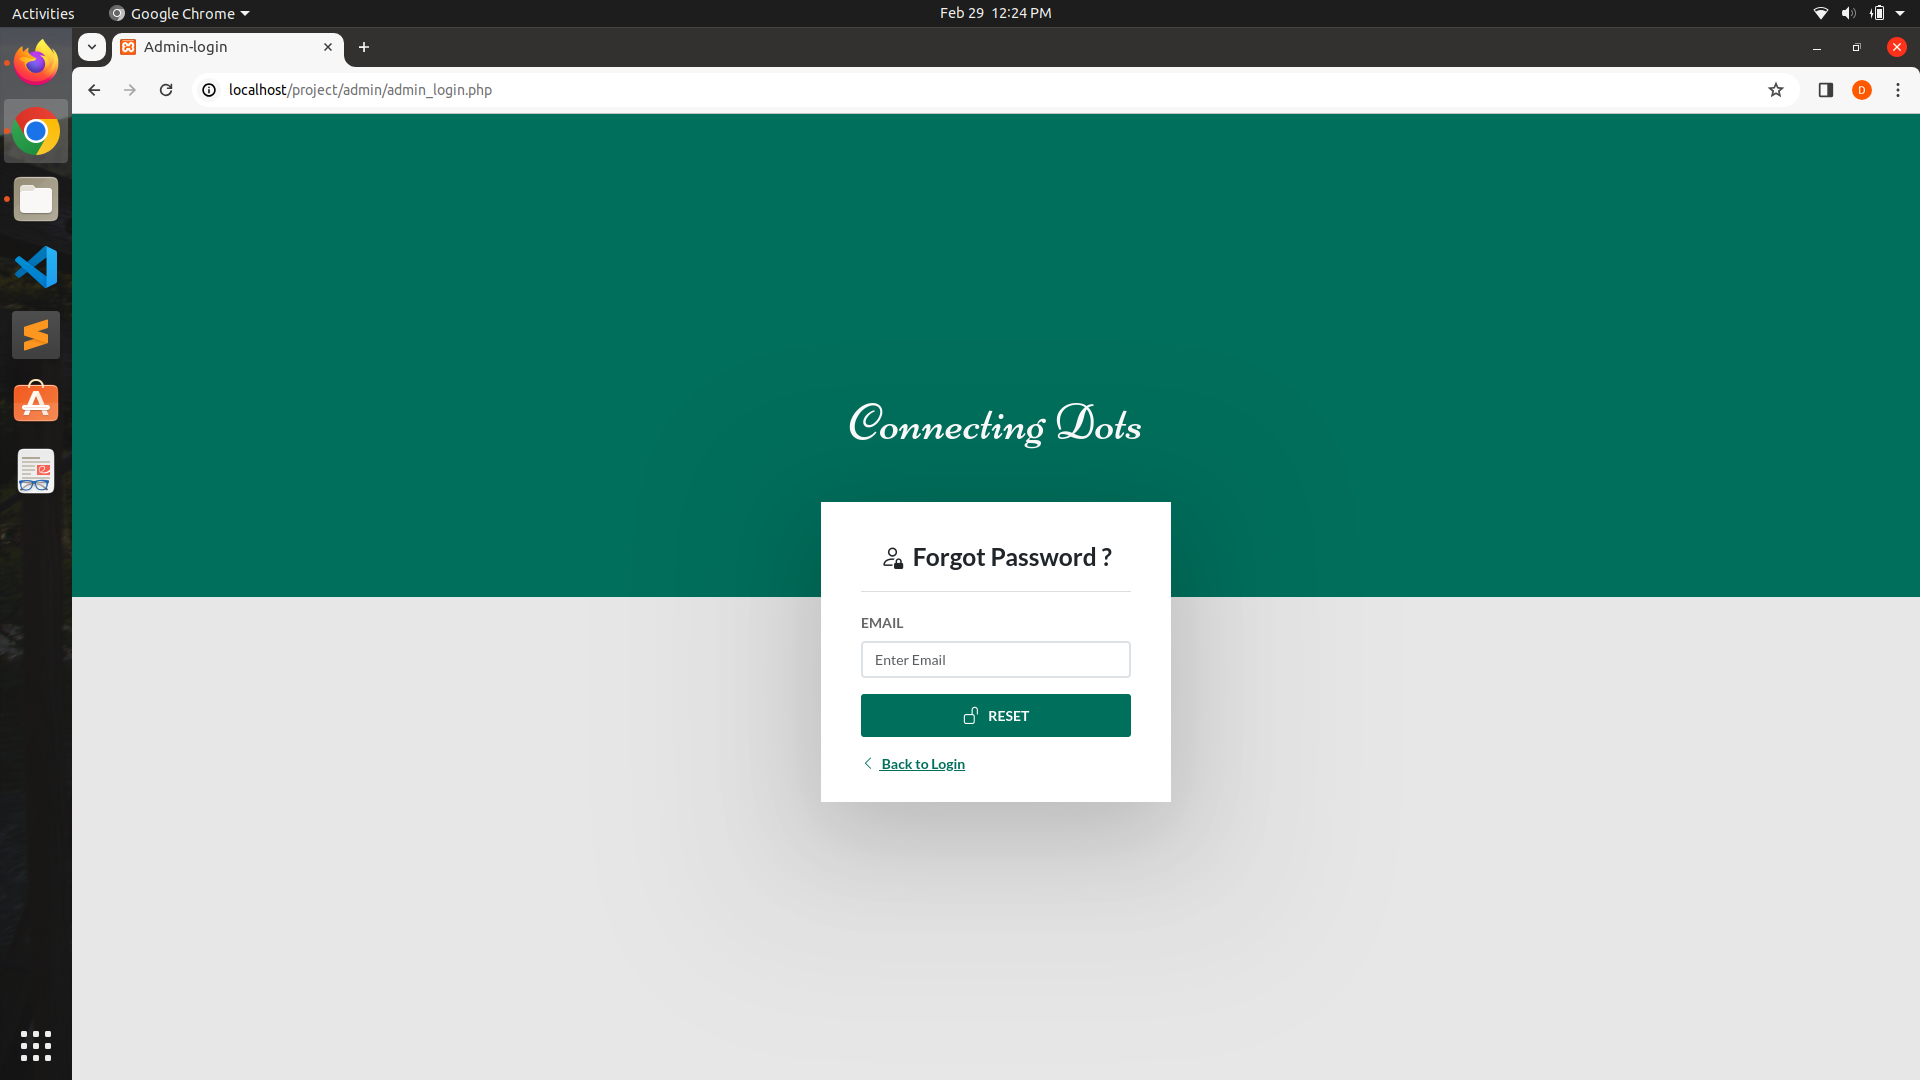 Activities
Google Chrome
Feb 29 12:24 PM
Admin-login
localhost/project/admin/admin_login.php
D
Connecting Dots
Forgot Password ?
EMAIL
Enter Email
RESET
Back to Login